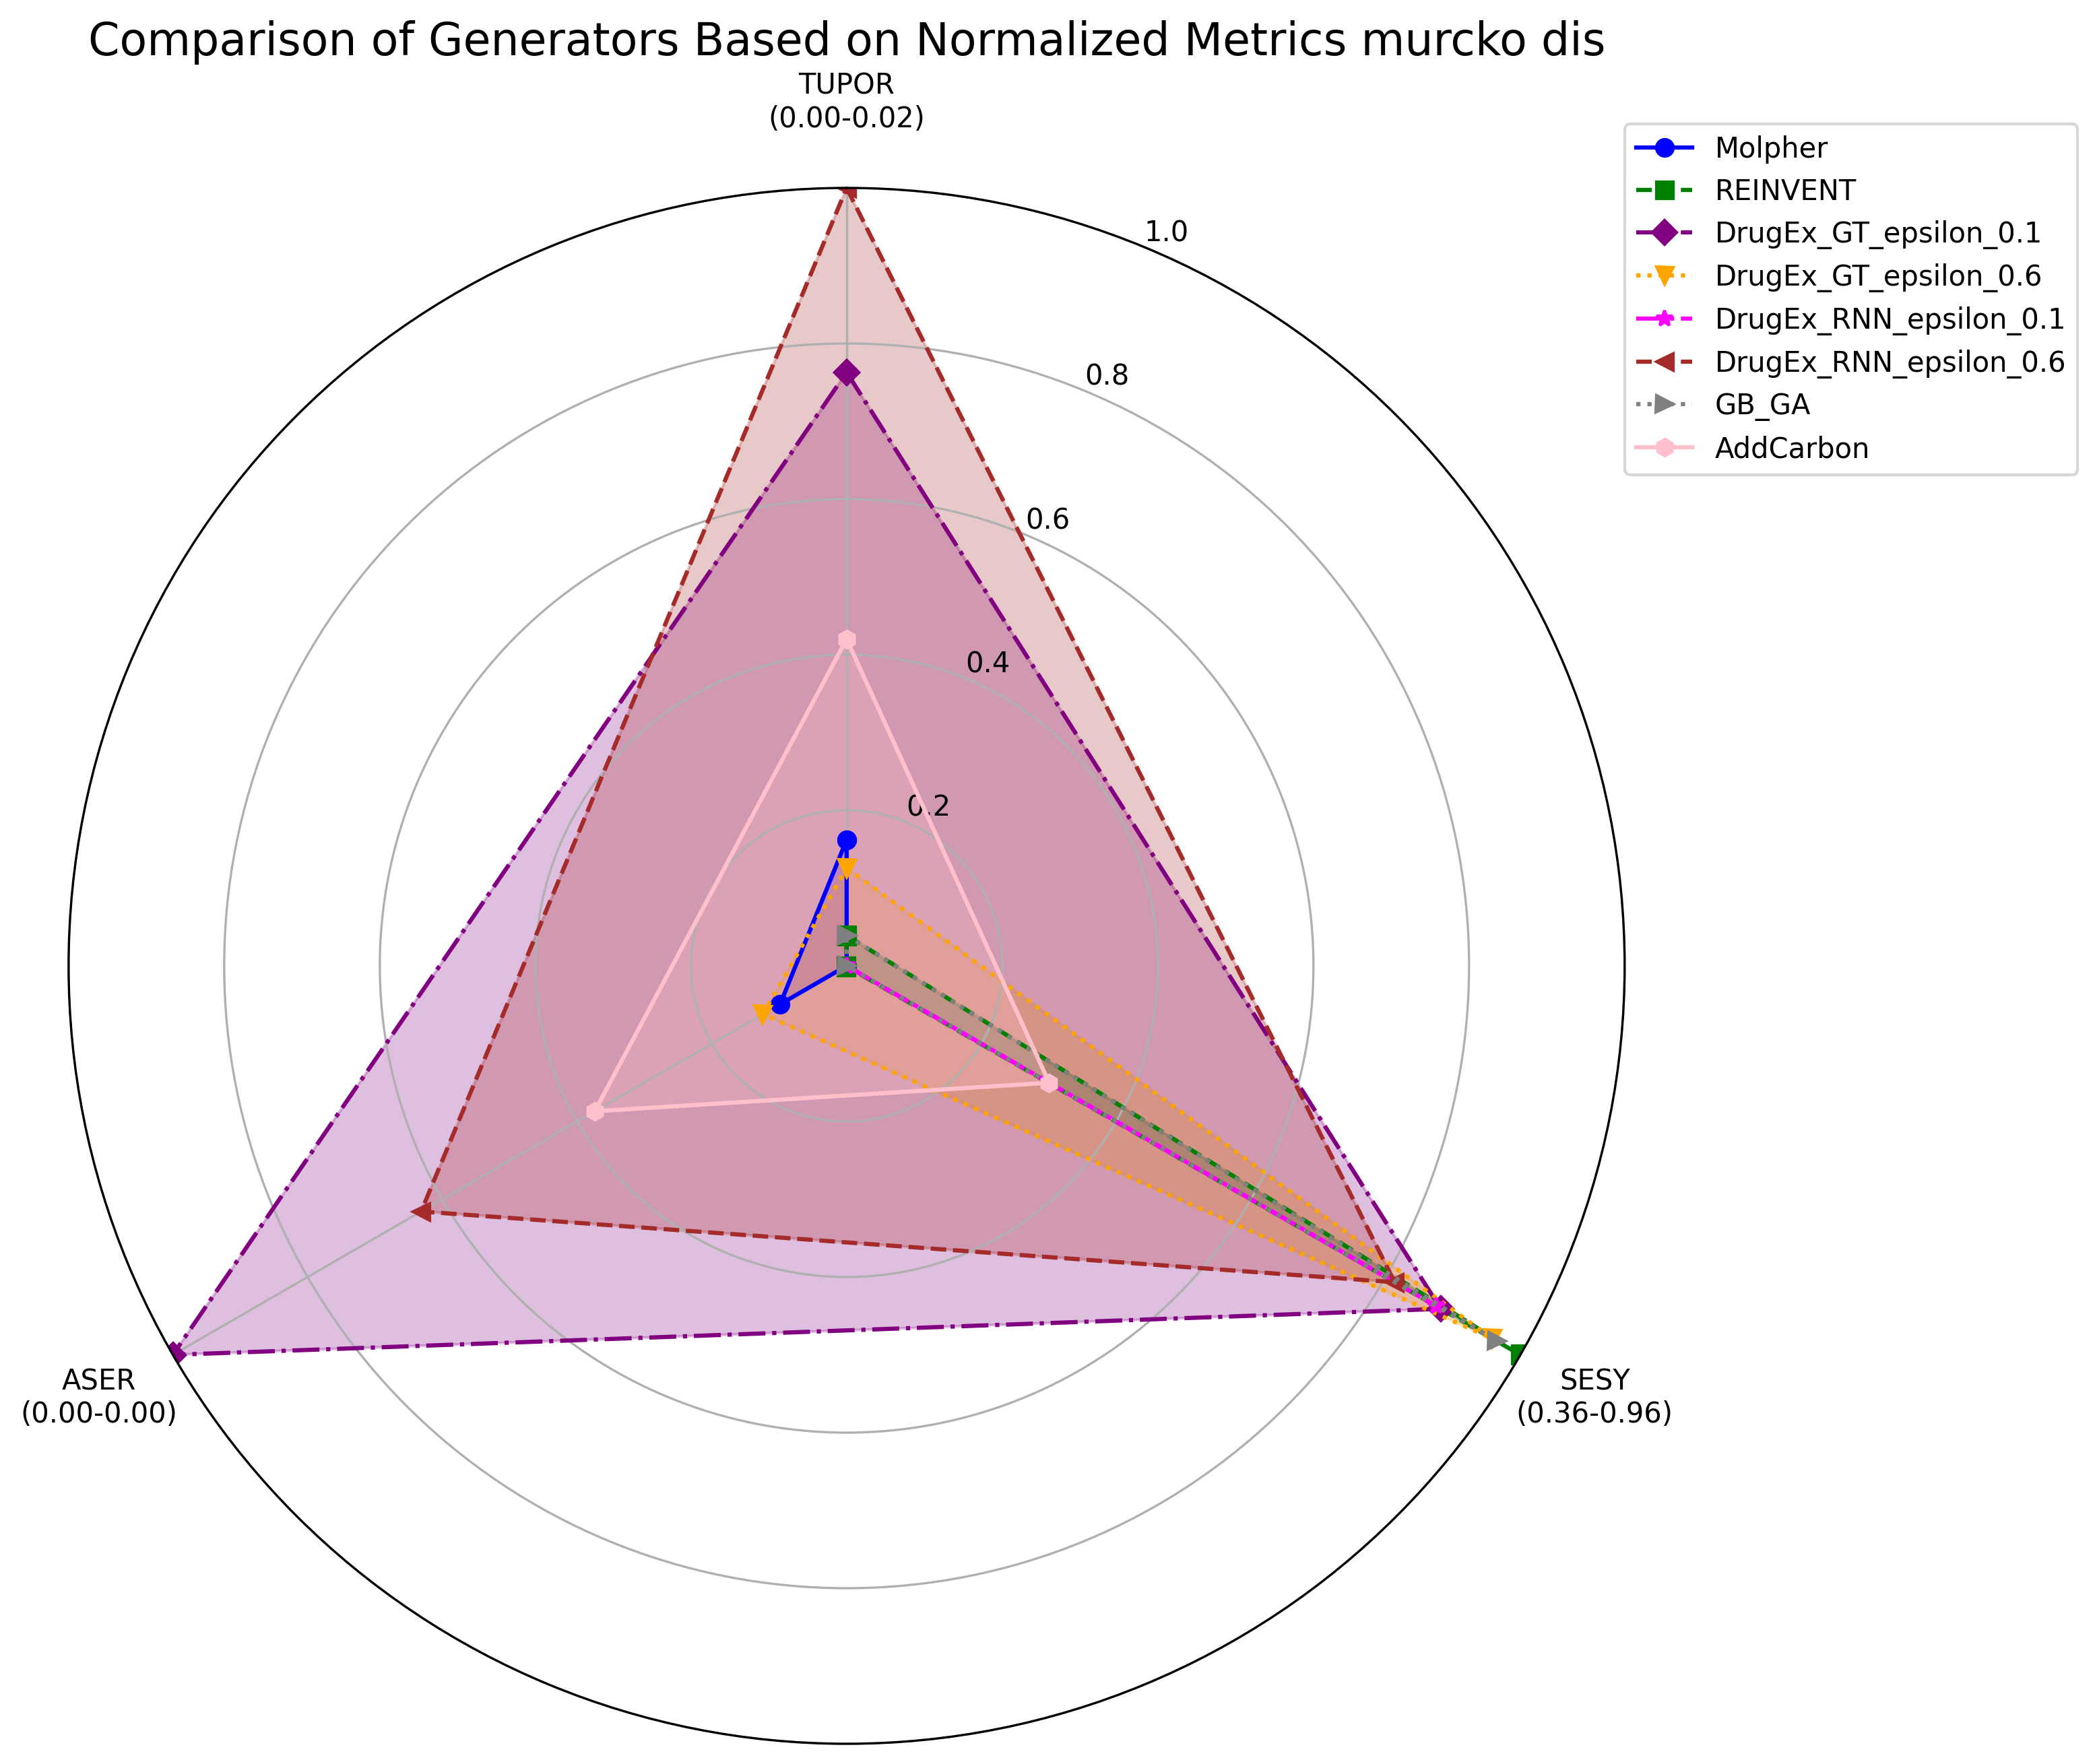 Comparison of Generators Based on Normalized Metrics murcko dis
TUPOR
(0.00-0.02)
Molpher
REINVENT
DrugEx_GT_epsilon_0.1
DrugEx_GT_epsilon_0.6
DrugEx_RNN_epsilon_0.1
DrugEx_RNN_epsilon_0.6
GB_GA
AddCarbon
1.0
0.8
0.6
0.4
0.2
ASER
(0.00-0.00)
SESY
(0.36-0.96)